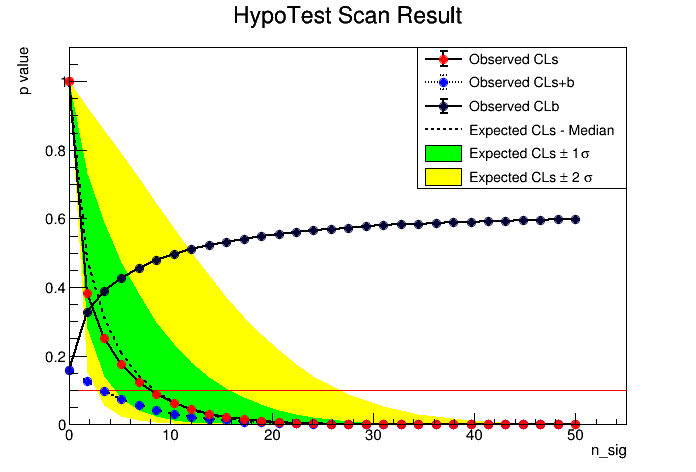 HypoTest Scan Result
p value
Observed CLs
Observed CLs+b
Observed CLb
Expected CLs - Median
Expected CLs ± 1σ
Expected CLs ± 2 σ
1
0.8
0.6
0.4
0.2
0
0 10 20 30 40 50
n_sig